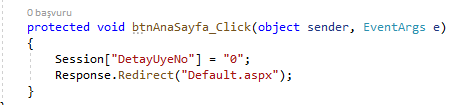 0 başvuru
protected void btnAnaSayfa_Click(object sender, EventArgs e)
{
Session["DetayUyeNo"] = "0";
Response.Redirect("Default.aspx");
}